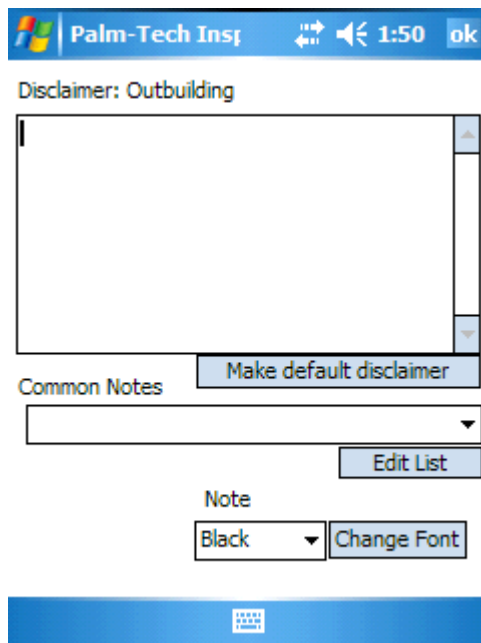 Palm-Tech Insp 1:50 ok
Disclaimer: Outbuilding
Make default disclaimer
Common Notes
Edit List
Note
Black Change Font